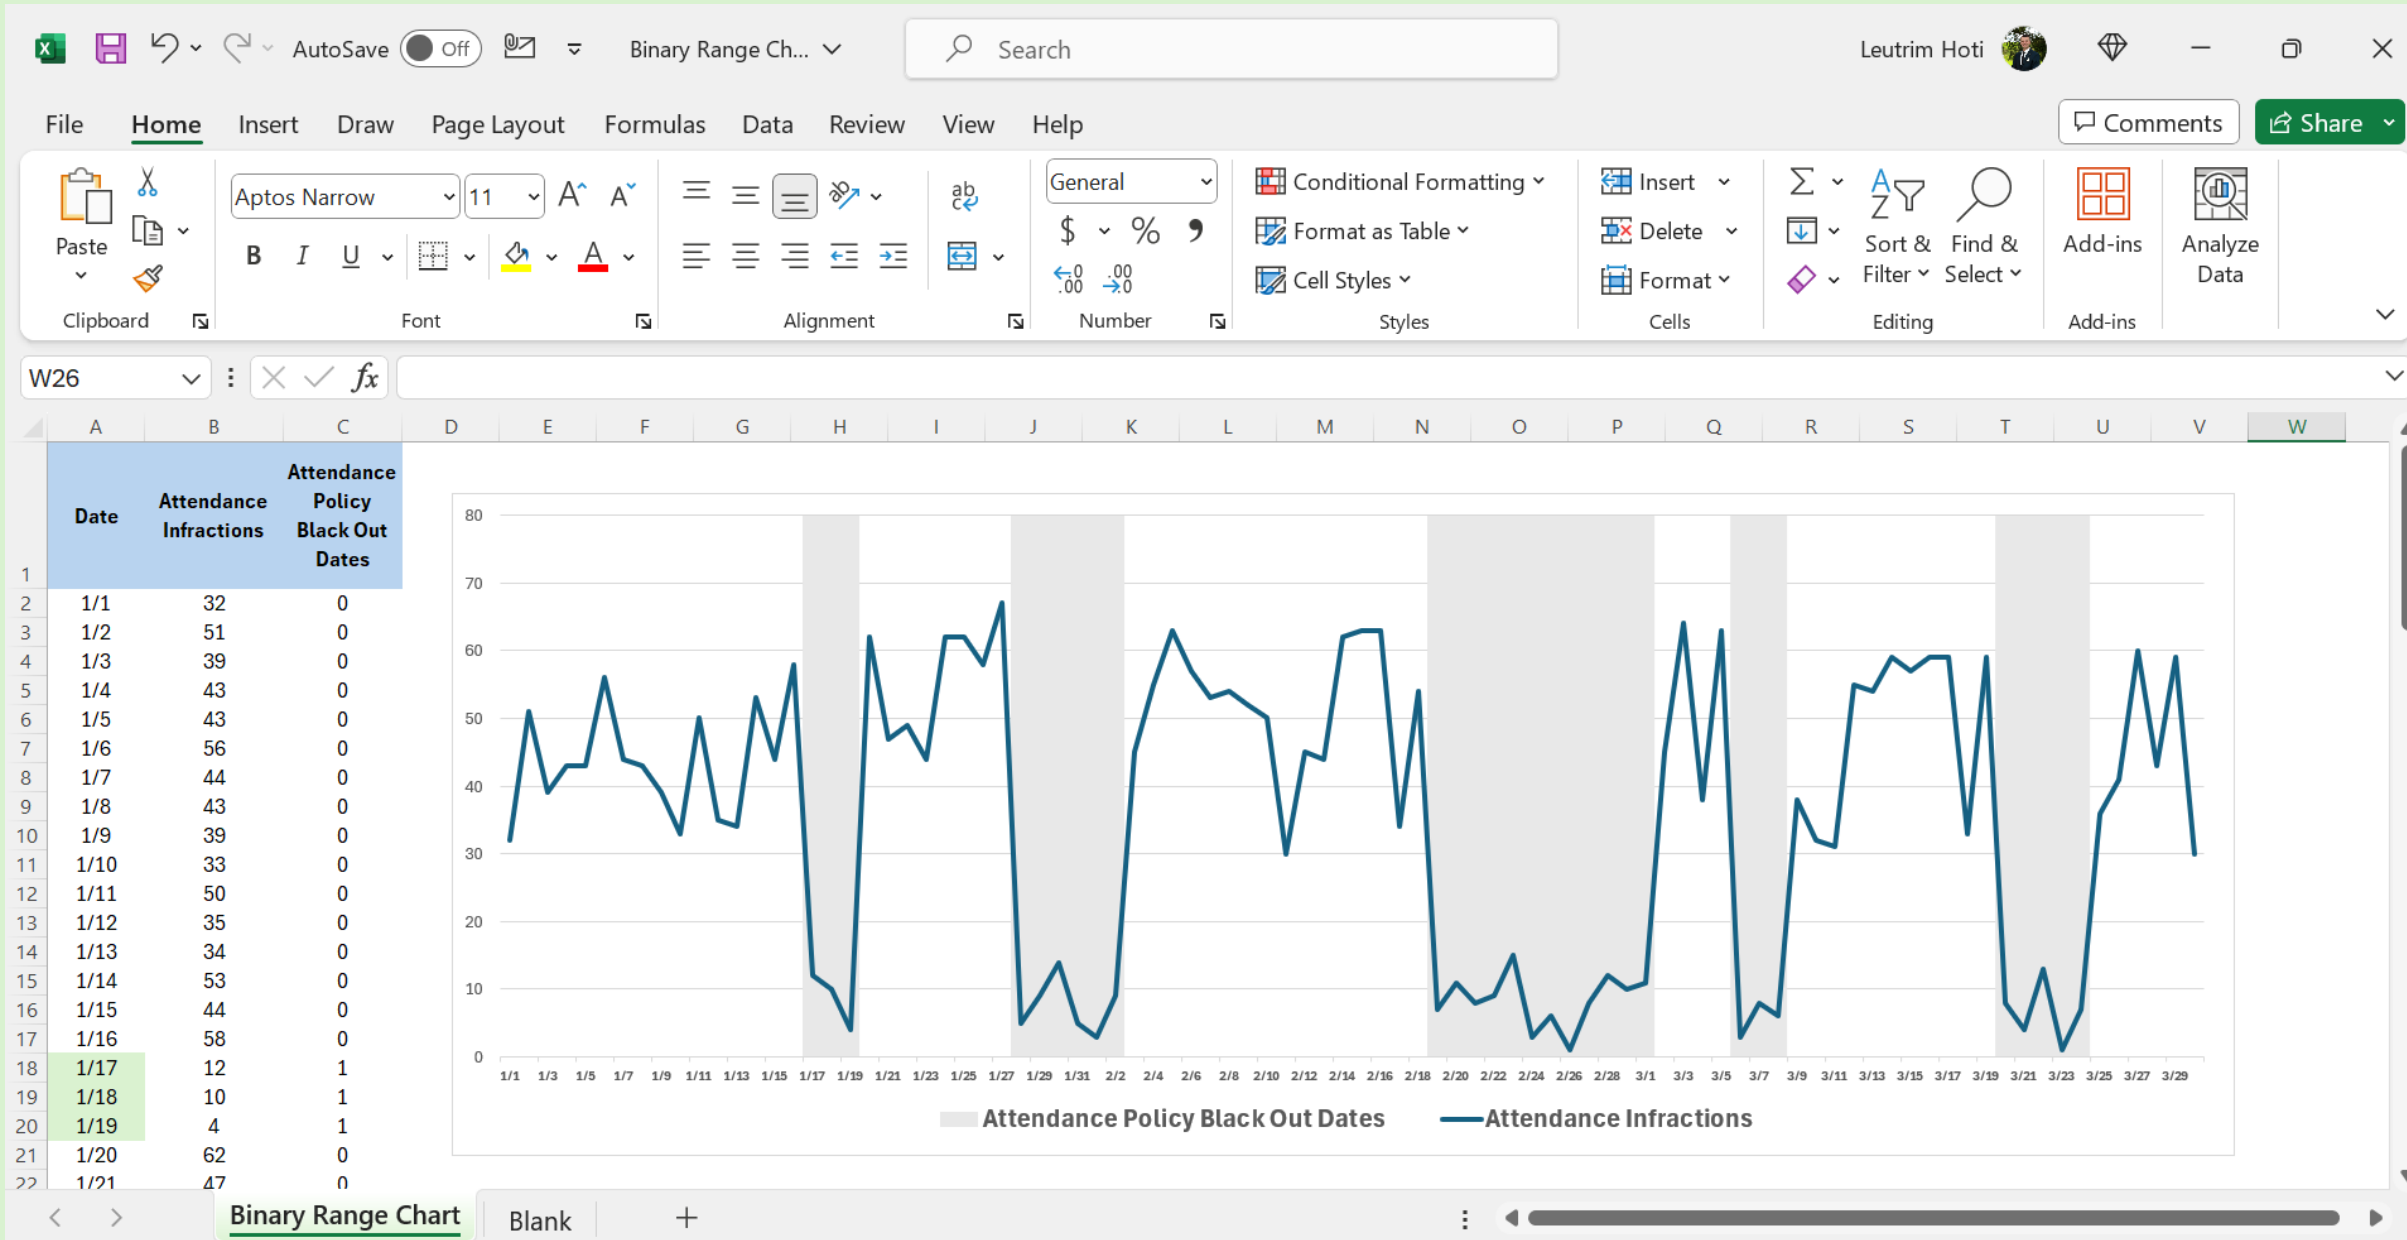 AutoSave Off Binary Range Ch... Search Leutrim Hoti
File Home Insert Draw Page Layout Formulas Data Review View Help Comments Share
Paste
Clipboard
Aptos Narrow 11
B I U A
Font
ab
Alignment
General
$ % ,
Number
Conditional Formatting
Format as Table
Cell Styles
Styles
Insert
Delete
Format
Cells
Sort &
Filter
Find &
Select
Editing
Add-ins
Add-ins
Analyze
Data
W26 fx
A B C D E F G H I J K L M N O P Q R S T U V W
1 Date Attendance Infractions Attendance Policy Black Out Dates
2 1/1 32 0
3 1/2 51 0
4 1/3 39 0
5 1/4 43 0
6 1/5 43 0
7 1/6 56 0
8 1/7 44 0
9 1/8 43 0
10 1/9 39 0
11 1/10 33 0
12 1/11 50 0
13 1/12 35 0
14 1/13 34 0
15 1/14 53 0
16 1/15 44 0
17 1/16 58 0
18 1/17 12 1
19 1/18 10 1
20 1/19 4 1
21 1/20 62 0
22 1/21 47 0
80
70
60
50
40
30
20
10
0
1/1 1/3 1/5 1/7 1/9 1/11 1/13 1/15 1/17 1/19 1/21 1/23 1/25 1/27 1/29 1/31 2/2 2/4 2/6 2/8 2/10 2/12 2/14 2/16 2/18 2/20 2/22 2/24 2/26 2/28 3/1 3/3 3/5 3/7 3/9 3/11 3/13 3/15 3/17 3/19 3/21 3/23 3/25 3/27 3/29
Attendance Policy Black Out Dates Attendance Infractions
Binary Range Chart Blank